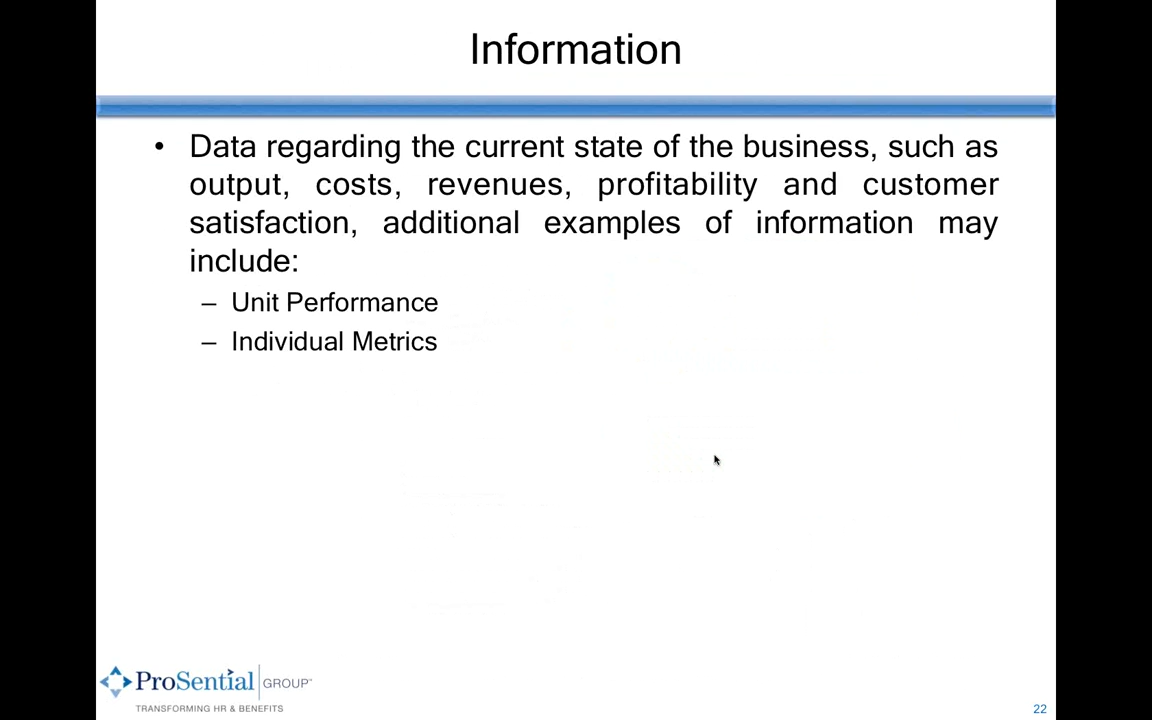 Information
• Data regarding the current state of the business, such as
output, costs, revenues, profitability and customer
satisfaction, additional examples of information may
include:
– Unit Performance
– Individual Metrics
ProSential GROUP™
TRANSFORMING HR & BENEFITS
22